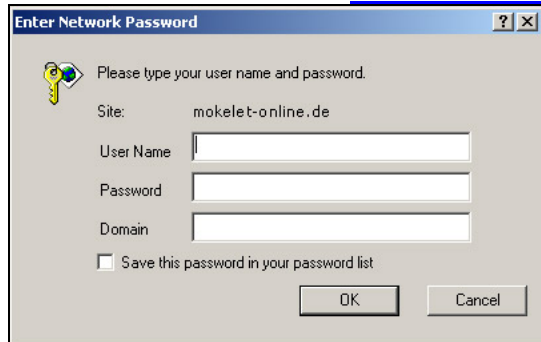 Enter Network Password
Please type your user name and password.
Site: mokelet-online.de
User Name
Password
Domain
Save this password in your password list
OK Cancel